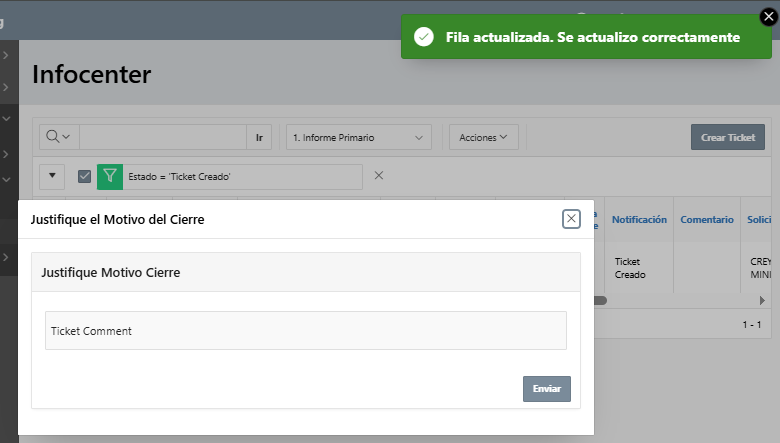 g
Fila actualizada. Se actualizo correctamente
Infocenter
Ir
1. Informe Primario
Acciones
Crear Ticket
Estado = 'Ticket Creado'
Notificación
Comentario
Solici
Justifique el Motivo del Cierre
Justifique Motivo Cierre
Ticket
Creado
CREY
MINI
Ticket Comment
1 - 1
Enviar